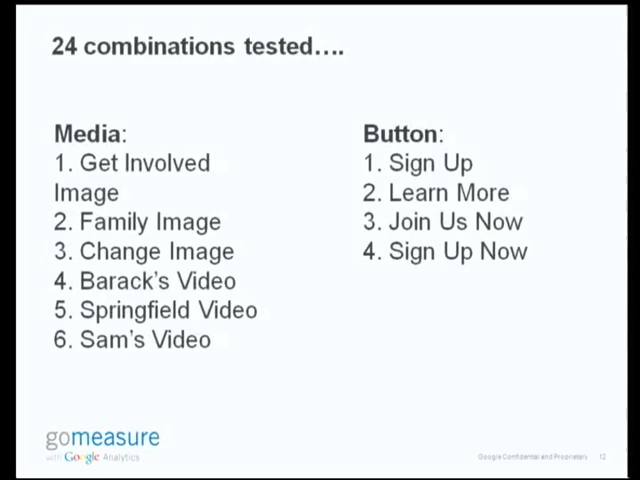 24 combinations tested….
Media:
1. Get Involved
Image
2. Family Image
3. Change Image
4. Barack's Video
5. Springfield Video
6. Sam's Video
Button:
1. Sign Up
2. Learn More
3. Join Us Now
4. Sign Up Now
gomeasure
with Google Analytics
Google Confidential and Proprietary 12